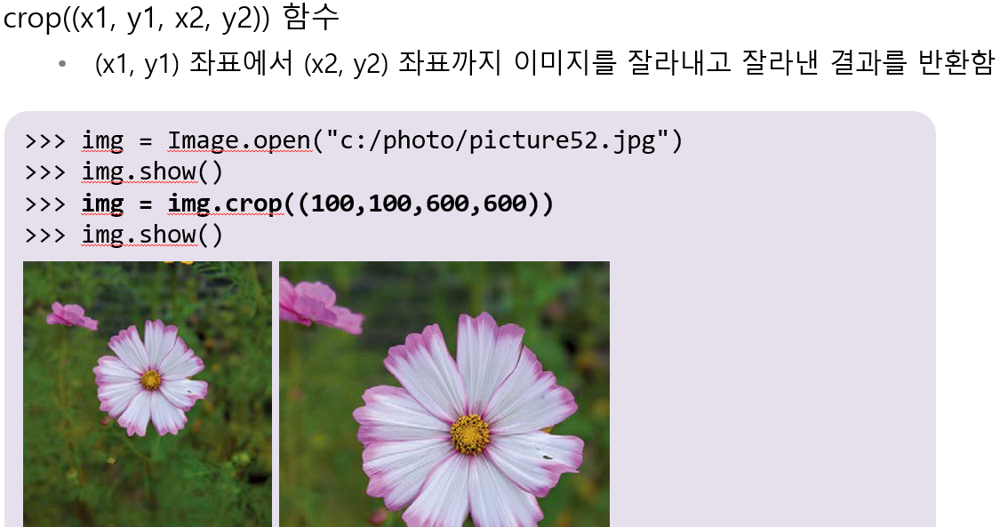 crop((x1, y1, x2, y2)) 함수
• (x1, y1) 좌표에서 (x2, y2) 좌표까지 이미지를 잘라내고 잘라낸 결과를 반환함
>>> img = Image.open("c:/photo/picture52.jpg")
>>> img.show()
>>> img = img.crop((100,100,600,600))
>>> img.show()